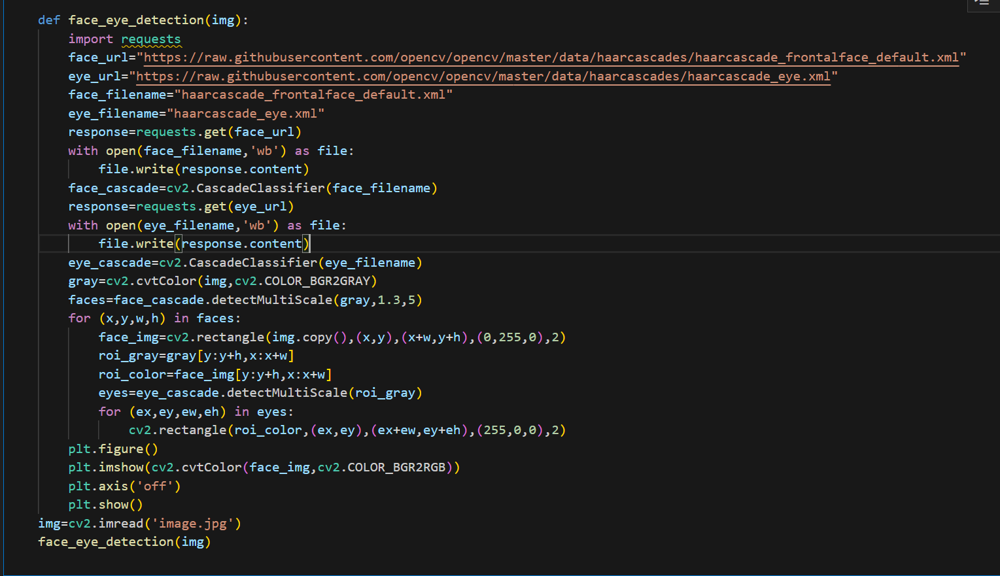 def face_eye_detection(img):
    import requests
    face_url="https://raw.githubusercontent.com/opencv/opencv/master/data/haarcascades/haarcascade_frontalface_default.xml"
    eye_url="https://raw.githubusercontent.com/opencv/opencv/master/data/haarcascades/haarcascade_eye.xml"
    face_filename="haarcascade_frontalface_default.xml"
    eye_filename="haarcascade_eye.xml"
    response=requests.get(face_url)
    with open(face_filename,'wb') as file:
        file.write(response.content)
    face_cascade=cv2.CascadeClassifier(face_filename)
    response=requests.get(eye_url)
    with open(eye_filename,'wb') as file:
        file.write(response.content)
    eye_cascade=cv2.CascadeClassifier(eye_filename)
    gray=cv2.cvtColor(img,cv2.COLOR_BGR2GRAY)
    faces=face_cascade.detectMultiScale(gray,1.3,5)
    for (x,y,w,h) in faces:
        face_img=cv2.rectangle(img.copy(),(x,y),(x+w,y+h),(0,255,0),2)
        roi_gray=gray[y:y+h,x:x+w]
        roi_color=face_img[y:y+h,x:x+w]
        eyes=eye_cascade.detectMultiScale(roi_gray)
        for (ex,ey,ew,eh) in eyes:
            cv2.rectangle(roi_color,(ex,ey),(ex+ew,ey+eh),(255,0,0),2)
    plt.figure()
    plt.imshow(cv2.cvtColor(face_img,cv2.COLOR_BGR2RGB))
    plt.axis('off')
    plt.show()
img=cv2.imread('image.jpg')
face_eye_detection(img)